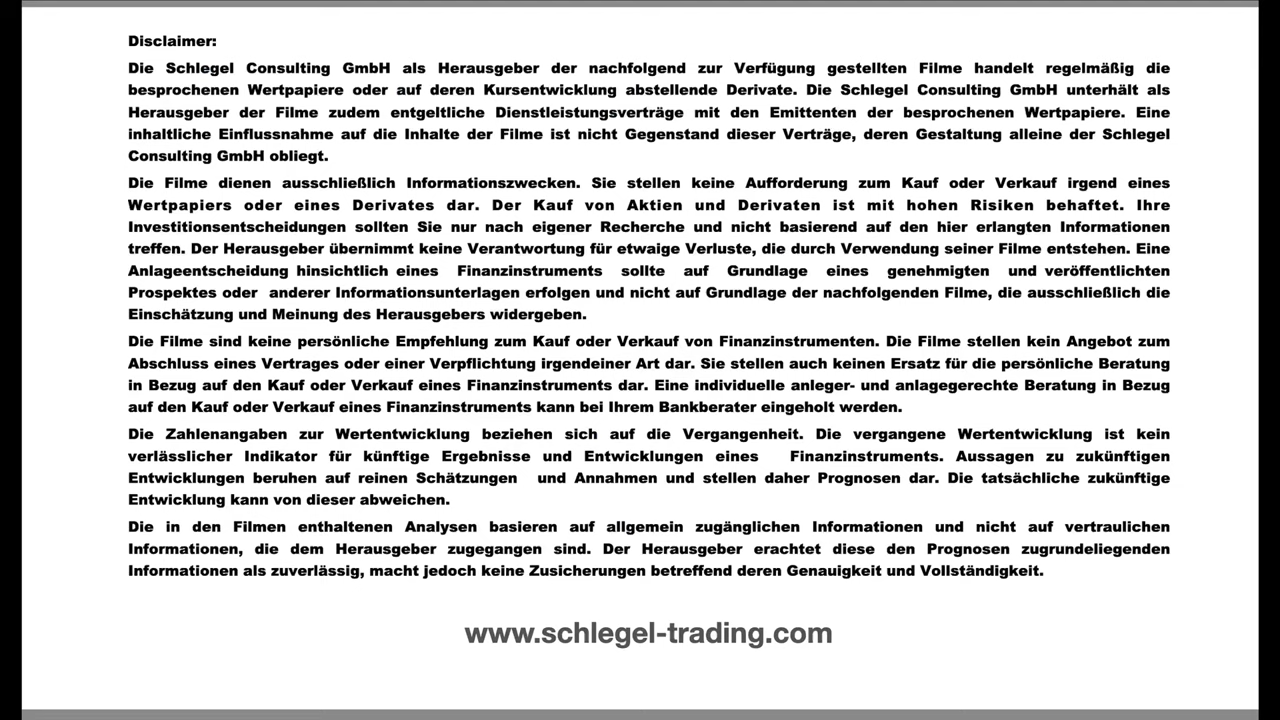 Disclaimer:
Die Schlegel Consulting GmbH als Herausgeber der nachfolgend zur Verfügung gestellten Filme handelt regelmäßig die
besprochenen Wertpapiere oder auf deren Kursentwicklung abstellende Derivate. Die Schlegel Consulting GmbH unterhält als
Herausgeber der Filme zudem entgeltliche Dienstleistungsverträge mit den Emittenten der besprochenen Wertpapiere. Eine
inhaltliche Einflussnahme auf die Inhalte der Filme ist nicht Gegenstand dieser Verträge, deren Gestaltung alleine der Schlegel
Consulting GmbH obliegt.
Die Filme dienen ausschließlich Informationszwecken. Sie stellen keine Aufforderung zum Kauf oder Verkauf irgend eines
Wertpapiers oder eines Derivates dar. Der Kauf von Aktien und Derivaten ist mit hohen Risiken behaftet. Ihre
Investitionsentscheidungen sollten Sie nur nach eigener Recherche und nicht basierend auf den hier erlangten Informationen
treffen. Der Herausgeber übernimmt keine Verantwortung für etwaige Verluste, die durch Verwendung seiner Filme entstehen. Eine
Anlageentscheidung hinsichtlich eines Finanzinstruments sollte auf Grundlage eines genehmigten und veröffentlichten
Prospektes oder anderer Informationsunterlagen erfolgen und nicht auf Grundlage der nachfolgenden Filme, die ausschließlich die
Einschätzung und Meinung des Herausgebers widergeben.
Die Filme sind keine persönliche Empfehlung zum Kauf oder Verkauf von Finanzinstrumenten. Die Filme stellen kein Angebot zum
Abschluss eines Vertrages oder einer Verpflichtung irgendeiner Art dar. Sie stellen auch keinen Ersatz für die persönliche Beratung
in Bezug auf den Kauf oder Verkauf eines Finanzinstruments dar. Eine individuelle anleger- und anlagegerechte Beratung in Bezug
auf den Kauf oder Verkauf eines Finanzinstruments kann bei Ihrem Bankberater eingeholt werden.
Die Zahlenangaben zur Wertentwicklung beziehen sich auf die Vergangenheit. Die vergangene Wertentwicklung ist kein
verlässlicher Indikator für künftige Ergebnisse und Entwicklungen eines Finanzinstruments. Aussagen zu zukünftigen
Entwicklungen beruhen auf reinen Schätzungen und Annahmen und stellen daher Prognosen dar. Die tatsächliche zukünftige
Entwicklung kann von dieser abweichen.
Die in den Filmen enthaltenen Analysen basieren auf allgemein zugänglichen Informationen und nicht auf vertraulichen
Informationen, die dem Herausgeber zugegangen sind. Der Herausgeber erachtet diese den Prognosen zugrundeliegenden
Informationen als zuverlässig, macht jedoch keine Zusicherungen betreffend deren Genauigkeit und Vollständigkeit.
www.schlegel-trading.com